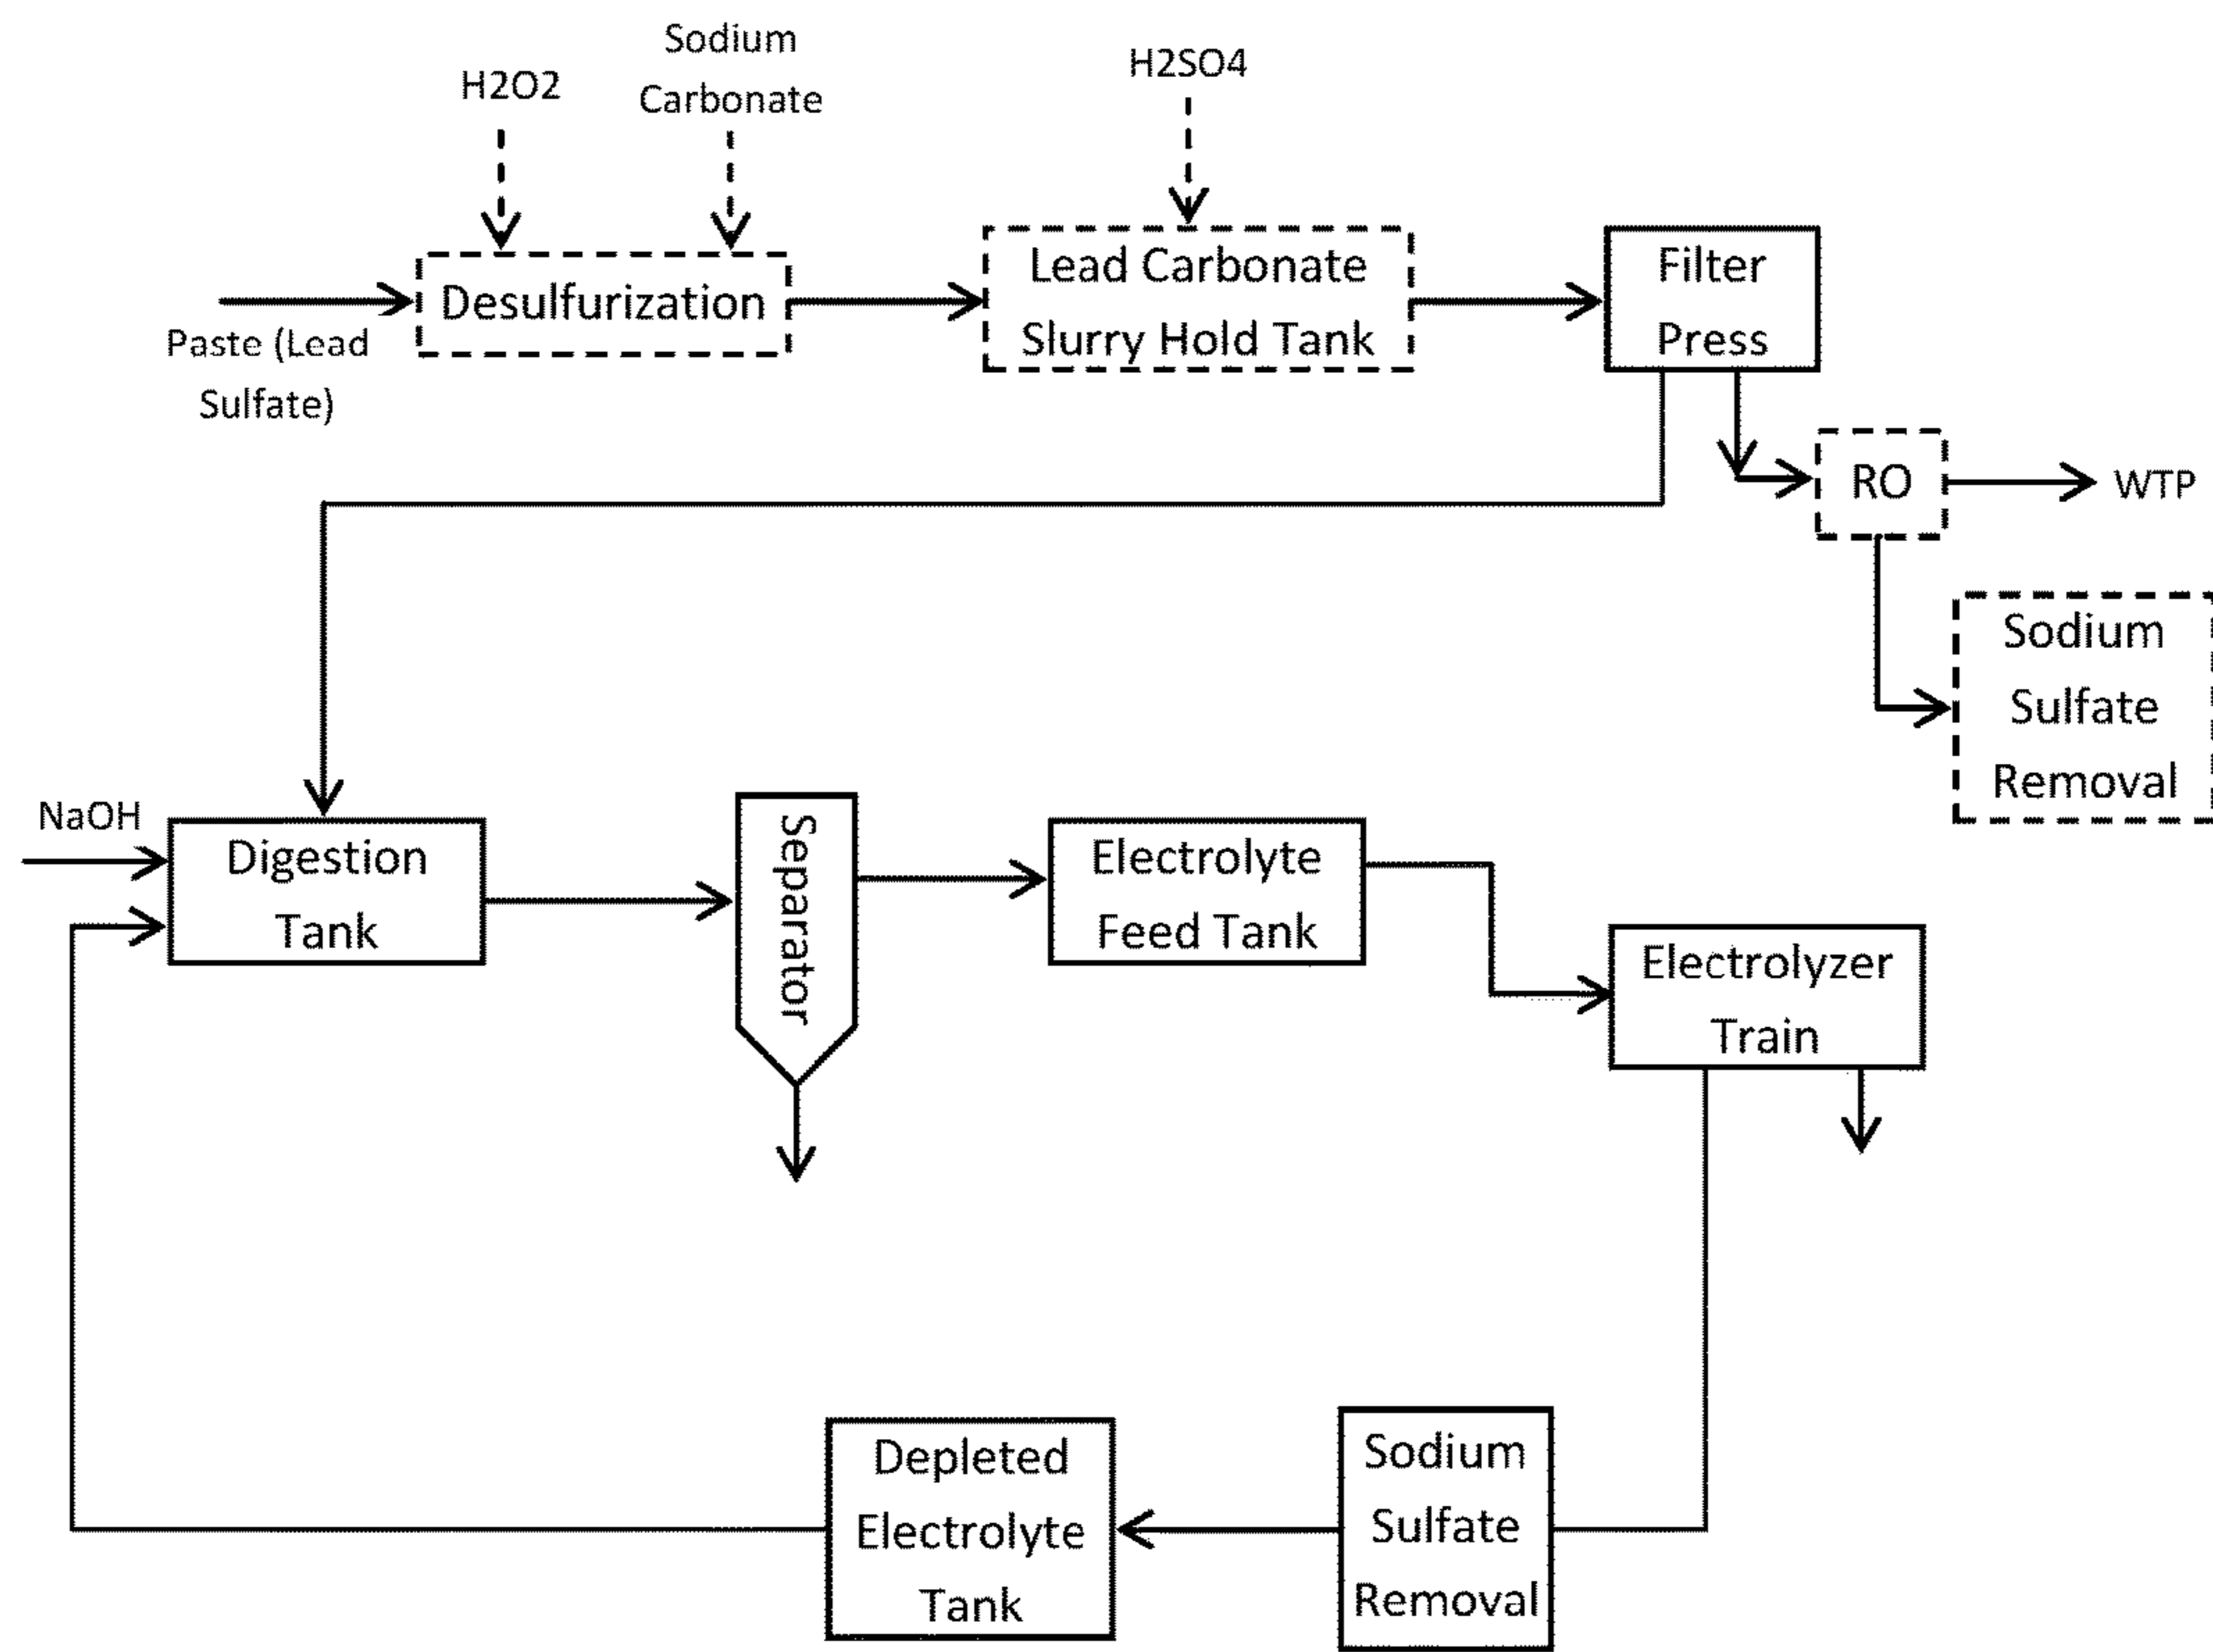 H2O2
Sodium
Carbonate
H2SO4
Paste (Lead
Sulfate)
Desulfurization
Lead Carbonate
Slurry Hold Tank
Filter
Press
RO
WTP
Sodium
Sulfate
Removal
NaOH
Digestion
Tank
Separator
Electrolyte
Feed Tank
Electrolyzer
Train
Depleted
Electrolyte
Tank
Sodium
Sulfate
Removal